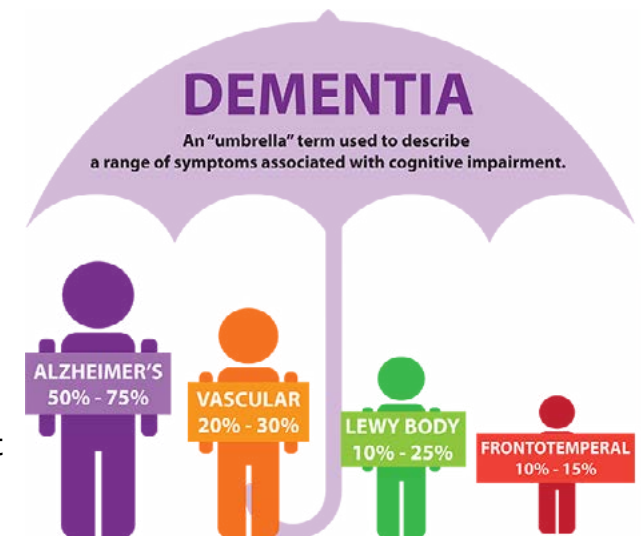 DEMENTIA
An "umbrella" term used to describe
a range of symptoms associated with cognitive impairment.
ALZHEIMER'S
50% - 75%
VASCULAR
20% - 30%
LEWY BODY
10% - 25%
FRONTOTEMPERAL
10% - 15%